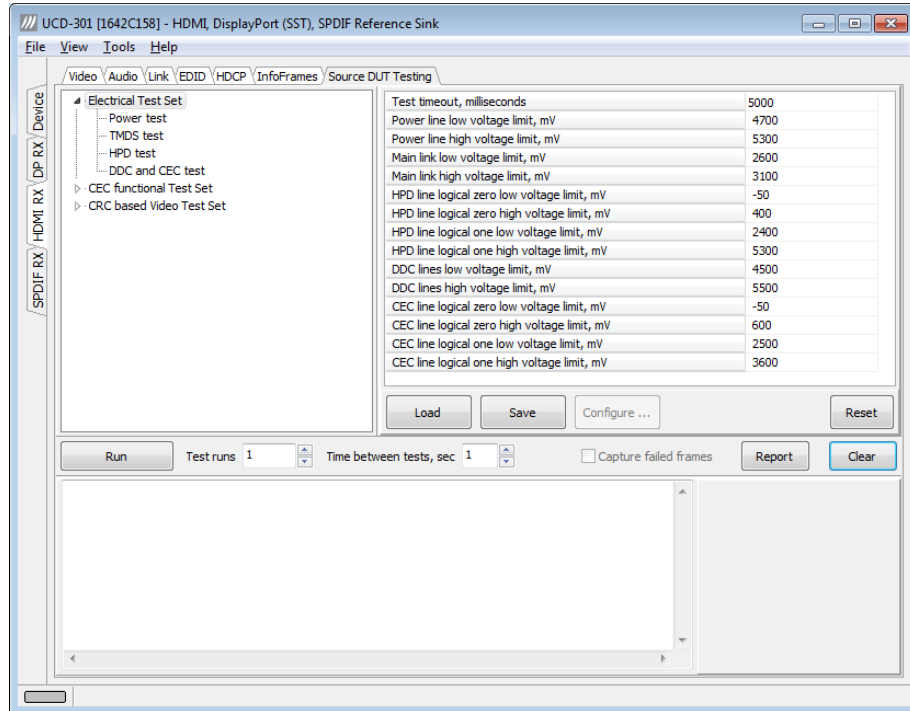 UCD-301 [1642C158] - HDMI, DisplayPort (SST), SPDIF Reference Sink
File View Tools Help
Video Audio Link EDID HDCP InfoFrames Source DUT Testing
Device
DP RX
HDMI RX
SPDIF RX
Electrical Test Set
Power test
TMDS test
HPD test
DDC and CEC test
CEC functional Test Set
CRC based Video Test Set
Test timeout, milliseconds 5000
Power line low voltage limit, mV 4700
Power line high voltage limit, mV 5300
Main link low voltage limit, mV 2600
Main link high voltage limit, mV 3100
HPD line logical zero low voltage limit, mV -50
HPD line logical zero high voltage limit, mV 400
HPD line logical one low voltage limit, mV 2400
HPD line logical one high voltage limit, mV 5300
DDC lines low voltage limit, mV 4500
DDC lines high voltage limit, mV 5500
CEC line logical zero low voltage limit, mV -50
CEC line logical zero high voltage limit, mV 600
CEC line logical one low voltage limit, mV 2500
CEC line logical one high voltage limit, mV 3600
Load Save Configure ... Reset
Run Test runs 1 Time between tests, sec 1 Capture failed frames Report Clear